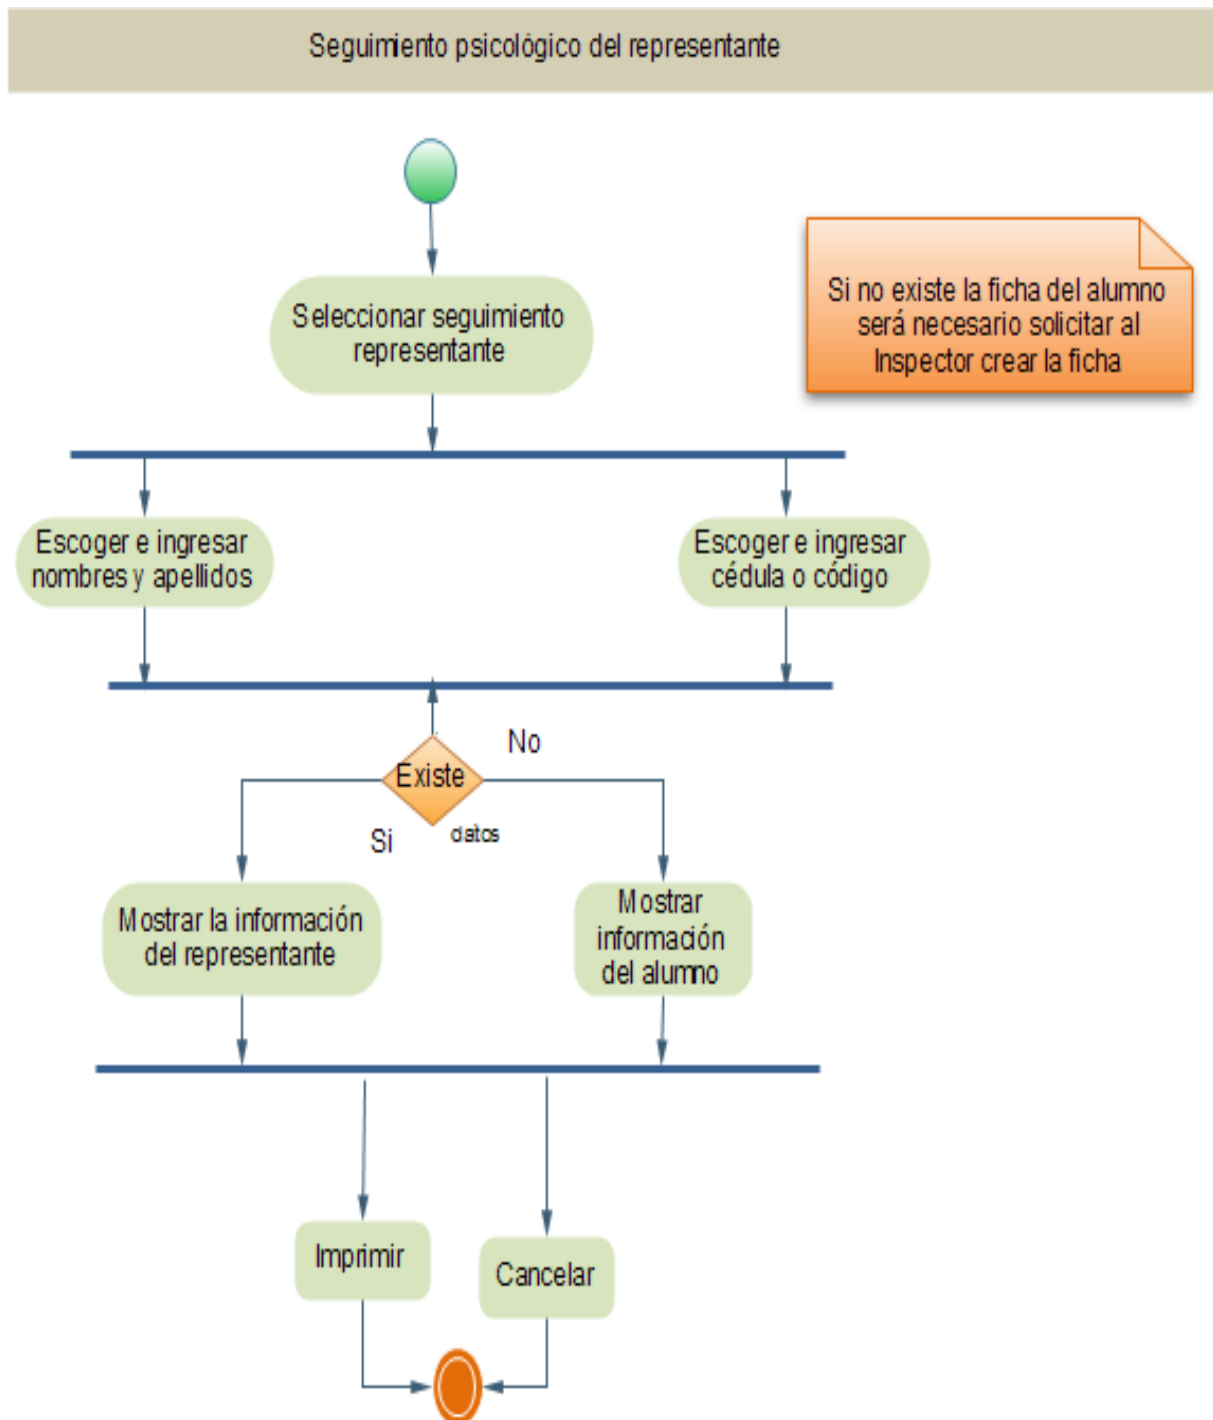 Seguimiento psicológico del representante
Seleccionar seguimiento
representante
Si no existe la ficha del alumno
será necesario solicitar al
Inspector crear la ficha
Escoger e ingresar
nombres y apellidos
Escoger e ingresar
cédula o código
No
Existe
datos
Si
Mostrar la información
del representante
Mostrar
información
del alumno
Imprimir
Cancelar